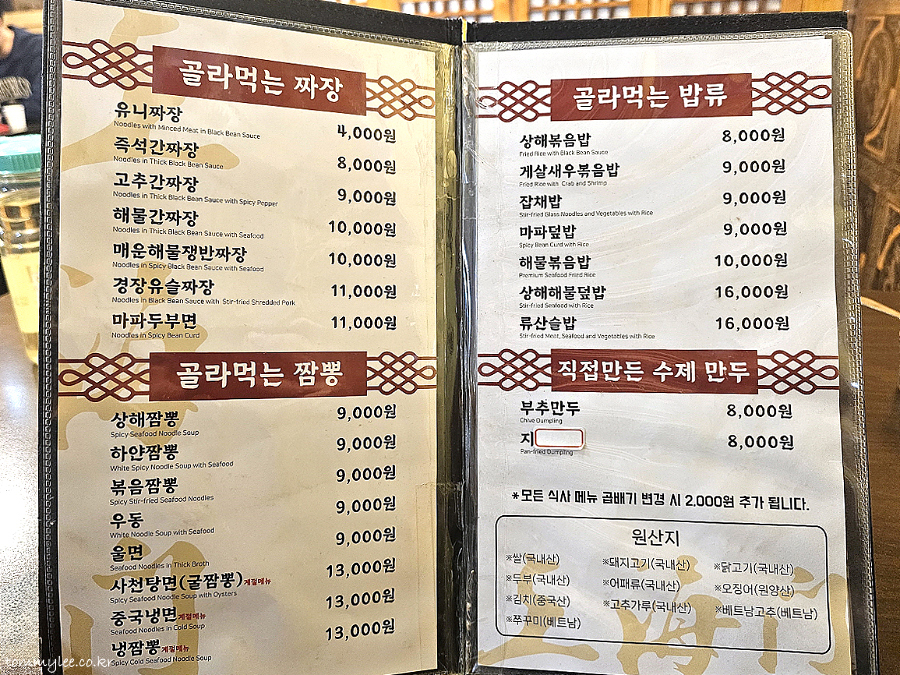 골라먹는 짜장
유니짜장 4,000원
Noodles with Minced Meat in Black Bean Sauce
즉석간짜장 8,000원
Noodles in Thick Black Bean Sauce
고추간짜장 9,000원
Noodles in Thick Black Bean Sauce with Spicy Pepper
해물간짜장 10,000원
Noodles in Thick Black Bean Sauce with Seafood
매운해물쟁반짜장 10,000원
Noodles in Spicy Black Bean Sauce with Seafood
경장유슬짜장 11,000원
Noodles in Black Bean Sauce with Stir-fried Shredded Pork
마파두부면 11,000원
Noodles in Spicy Bean Curd
골라먹는 짬뽕
상해짬뽕 9,000원
Spicy Seafood Noodle Soup
하얀짬뽕 9,000원
White Spicy Noodle Soup with Seafood
볶음짬뽕 9,000원
Spicy Stir-fried Seafood Noodles
우동 9,000원
White Noodle Soup with Seafood
울면 9,000원
Seafood Noodles in Thick Broth
사천탕면(굴짬뽕)계절메뉴 13,000원
Spicy Seafood Noodle Soup with Oysters
중국냉면계절메뉴 13,000원
Seafood Noodles in Cold Soup
냉짬뽕계절메뉴 13,000원
Spicy Cold Seafood Noodle Soup
tommylee.co.kr
골라먹는 밥류
상해볶음밥 8,000원
Fried Rice with Black Bean Sauce
게살새우볶음밥 9,000원
Fried Rice with Crab and Shrimp
잡채밥 9,000원
Stir-fried Glass Noodles and Vegetables with Rice
마파덮밥 9,000원
Spicy Bean Curd with Rice
해물볶음밥 10,000원
Premium Seafood Fried Rice
상해해물덮밥 16,000원
Stir-fried Seafood with Rice
류산슬밥 16,000원
Stir-fried Meat, Seafood and Vegetables with Rice
직접만든 수제 만두
부추만두 8,000원
Chive Dumpling
지 8,000원
Pan-fried Dumpling
*모든 식사 메뉴 곱배기 변경 시 2,000원 추가 됩니다.
원산지
※쌀(국내산) ※돼지고기(국내산) ※닭고기(국내산)
※두부(국내산) ※어패류(국내산) ※오징어(원양산)
※김치(중국산) ※고추가루(국내산) ※베트남고추(베트남)
※쭈꾸미(베트남)